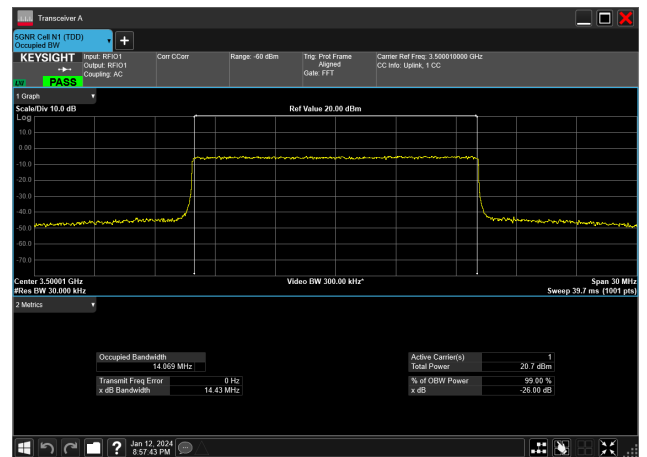 Transceiver A
5GNR Cell N1 (TDD)
Occupied BW
KEYSIGHT
Input: RFIO1
Output: RFIO1
Coupling: AC
Corr CCorr
Range: -60 dBm
Trig: Prot Frame
Aligned
Gate: FFT
Carrier Ref Freq: 3.500010000 GHz
CC Info: Uplink, 1 CC
PASS
1 Graph
Scale/Div 10.0 dB
Ref Value 20.00 dBm
Log
10.0
0.00
-10.0
-20.0
-30.0
-40.0
-50.0
-60.0
-70.0
Center 3.50001 GHz
Video BW 300.00 kHz*
Span 30 MHz
#Res BW 30.000 kHz
Sweep 39.7 ms (1001 pts)
2 Metrics
Occupied Bandwidth
14.069 MHz
Active Carrier(s) 1
Total Power 20.7 dBm
Transmit Freq Error 0 Hz
x dB Bandwidth 14.43 MHz
% of OBW Power 99.00 %
x dB -26.00 dB
Jan 12, 2024
8:57:43 PM